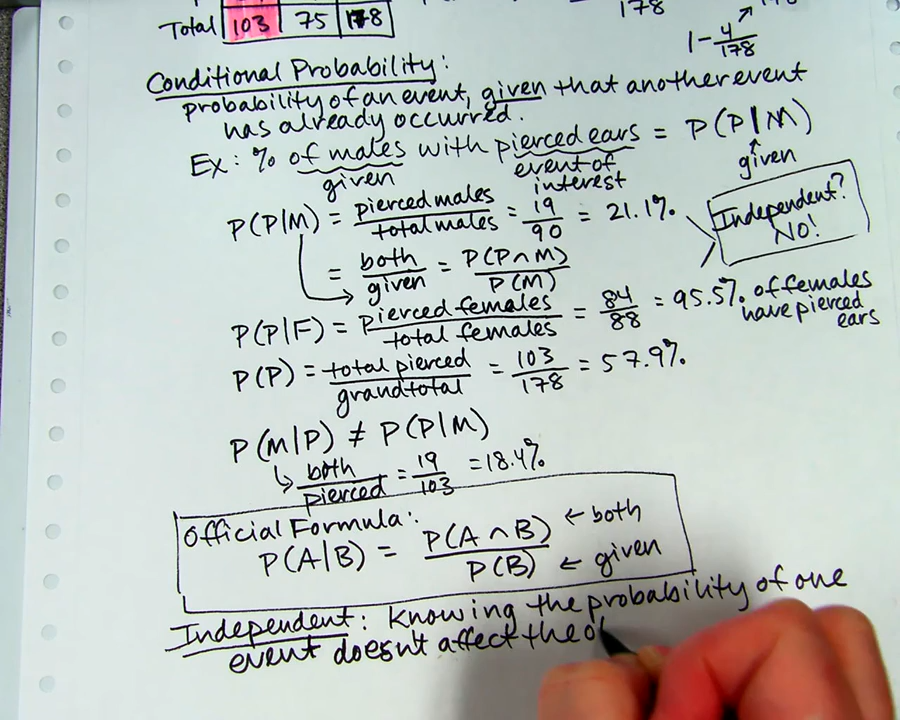 Total 103 75 178
178
1 - 4/178
Conditional Probability:
probability of an event, given that another event
has already occurred.
Ex: % of males with pierced ears = P(P|M)
given event of interest given
P(P|M) = pierced males/total males = 19/90 = 21.1%
Independent?
NO!
= both/given = P(P∩M)/P(M)
P(P|F) = pierced females/total females = 84/88 = 95.5% of females
have pierced
ears
P(P) = total pierced/grand total = 103/178 = 57.9%
P(M|P) ≠ P(P|M)
both/pierced = 19/103 = 18.4%
Official Formula:
P(A|B) = P(A∩B)/P(B) ← both ← given
Independent: Knowing the probability of one
event doesn't affect the o